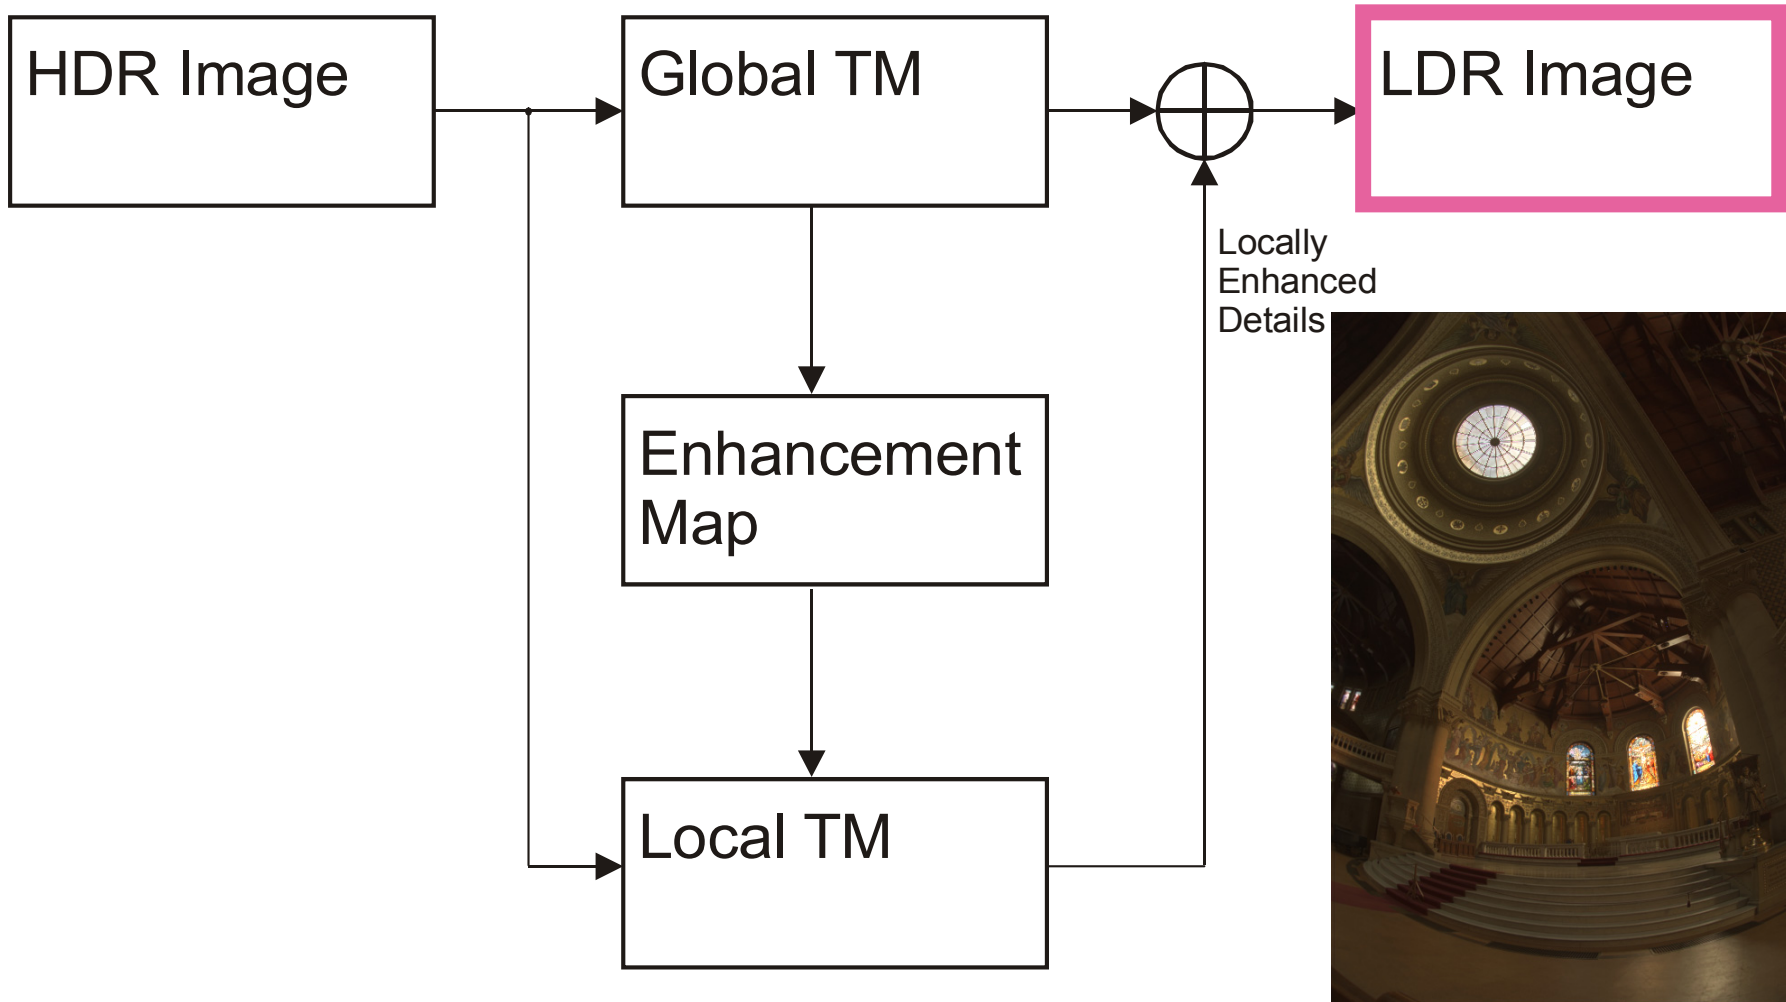 HDR Image
Global TM
LDR Image
Locally
Enhanced
Details
Enhancement
Map
Local TM